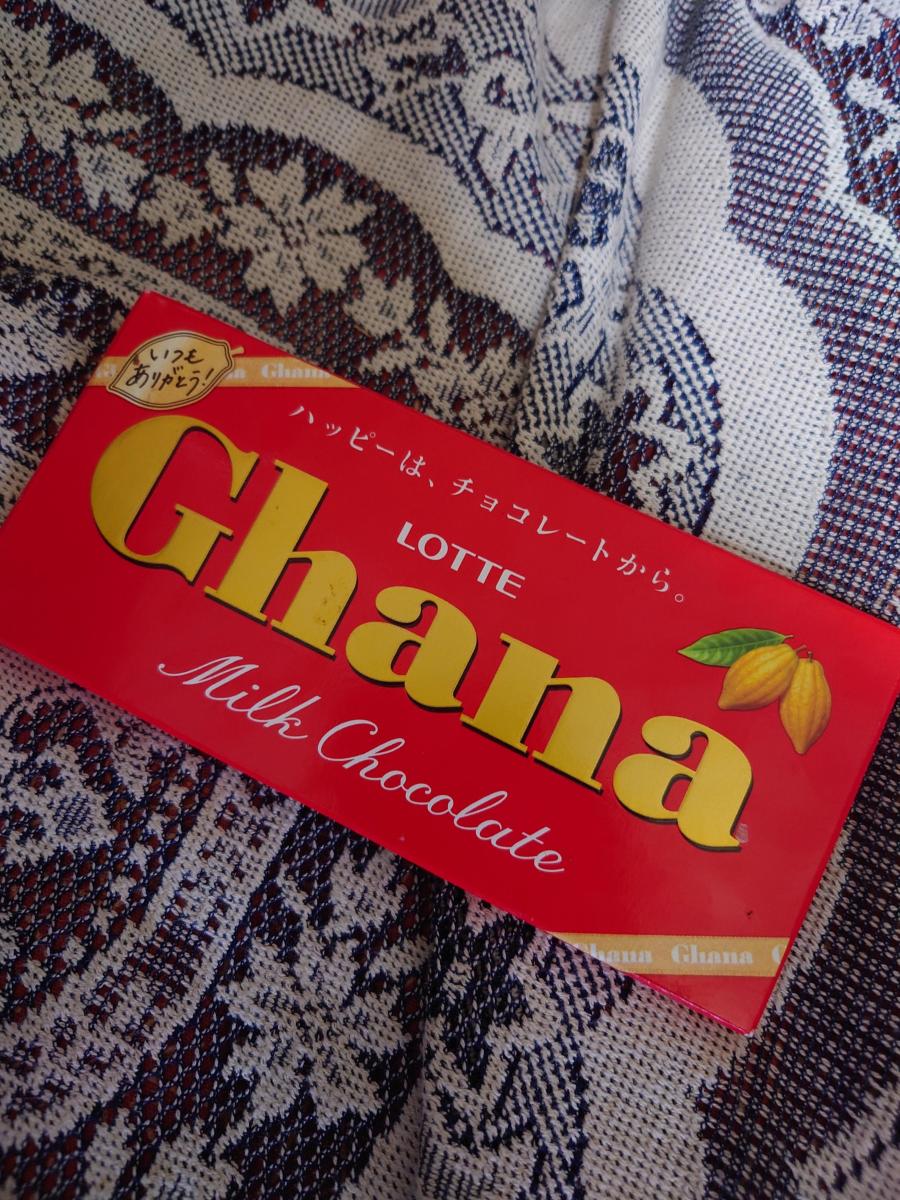 いつも
ありがとう!
Ghana
ハッピーは、チョコレートから。
LOTTE
Ghana
Milk Chocolate
Ghana Ghana